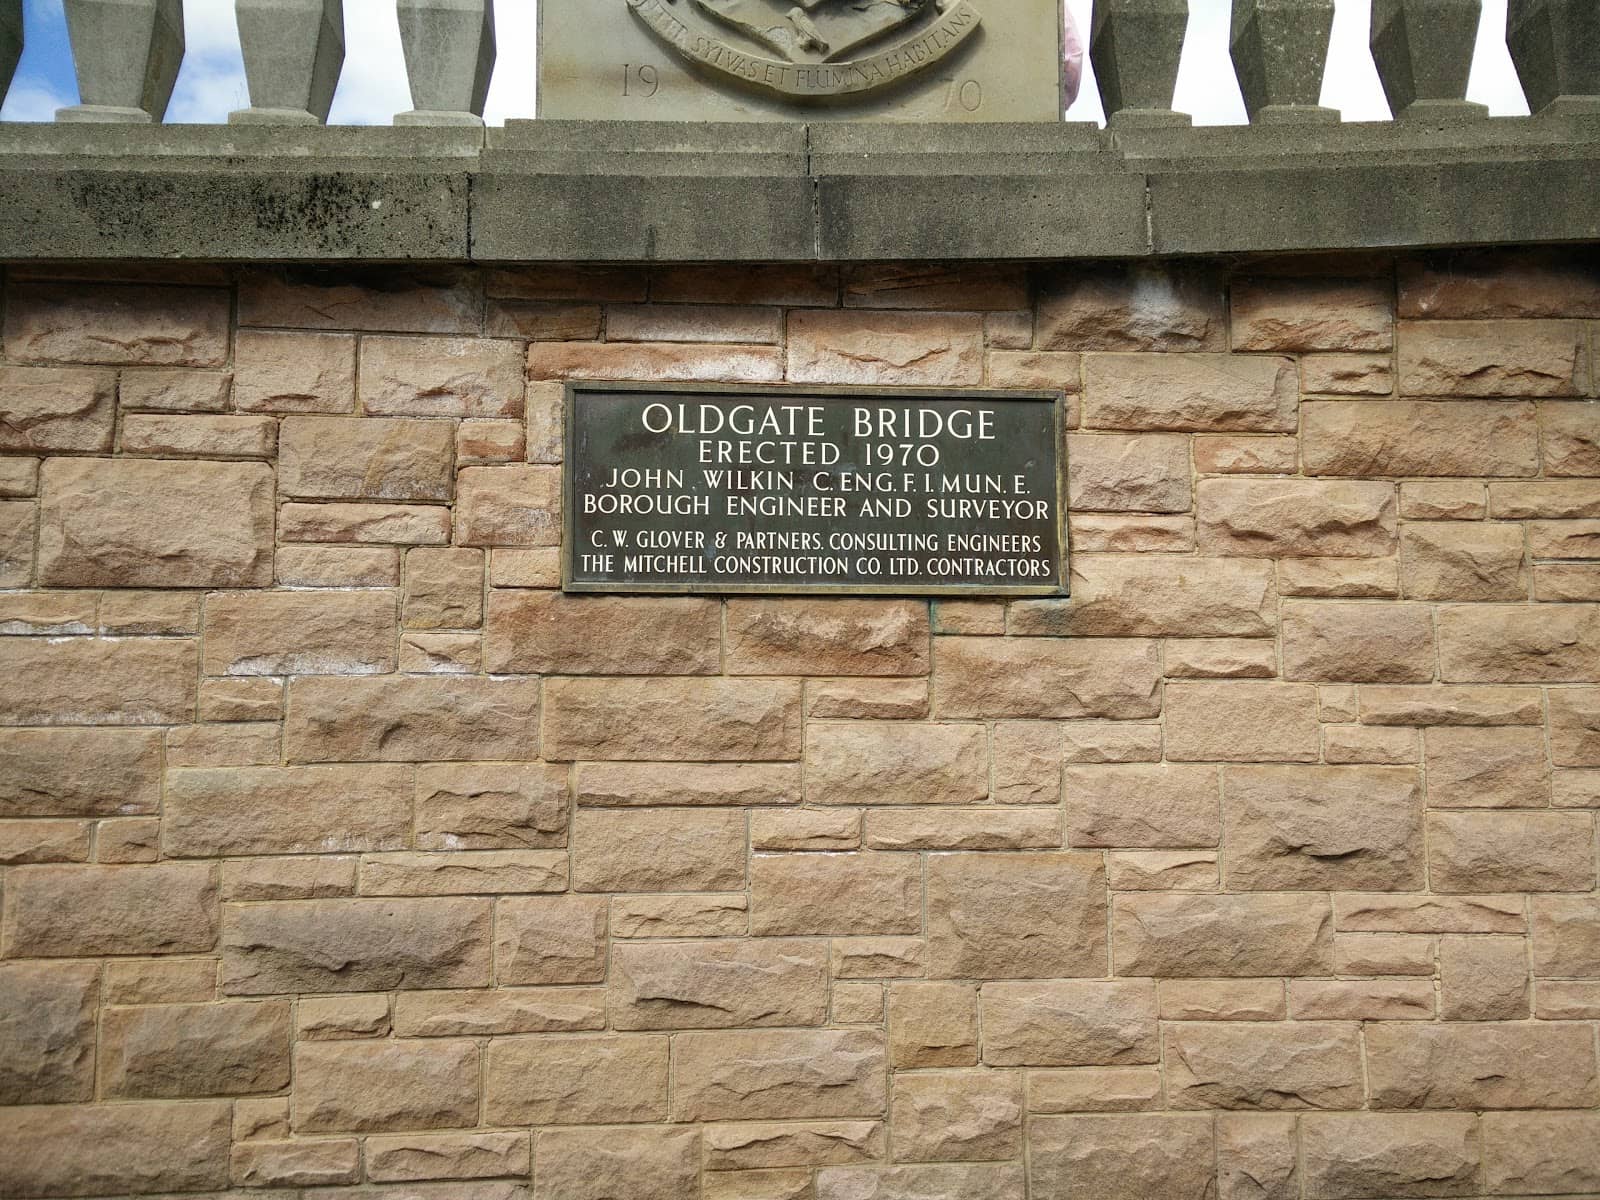 INTER SYLVAS ET FLUMINA HABITANS
19 70
OLDGATE BRIDGE
ERECTED 1970
JOHN WILKIN C.ENG.F.I.MUN.E.
BOROUGH ENGINEER AND SURVEYOR
C. W. GLOVER & PARTNERS. CONSULTING ENGINEERS
THE MITCHELL CONSTRUCTION CO. LTD. CONTRACTORS